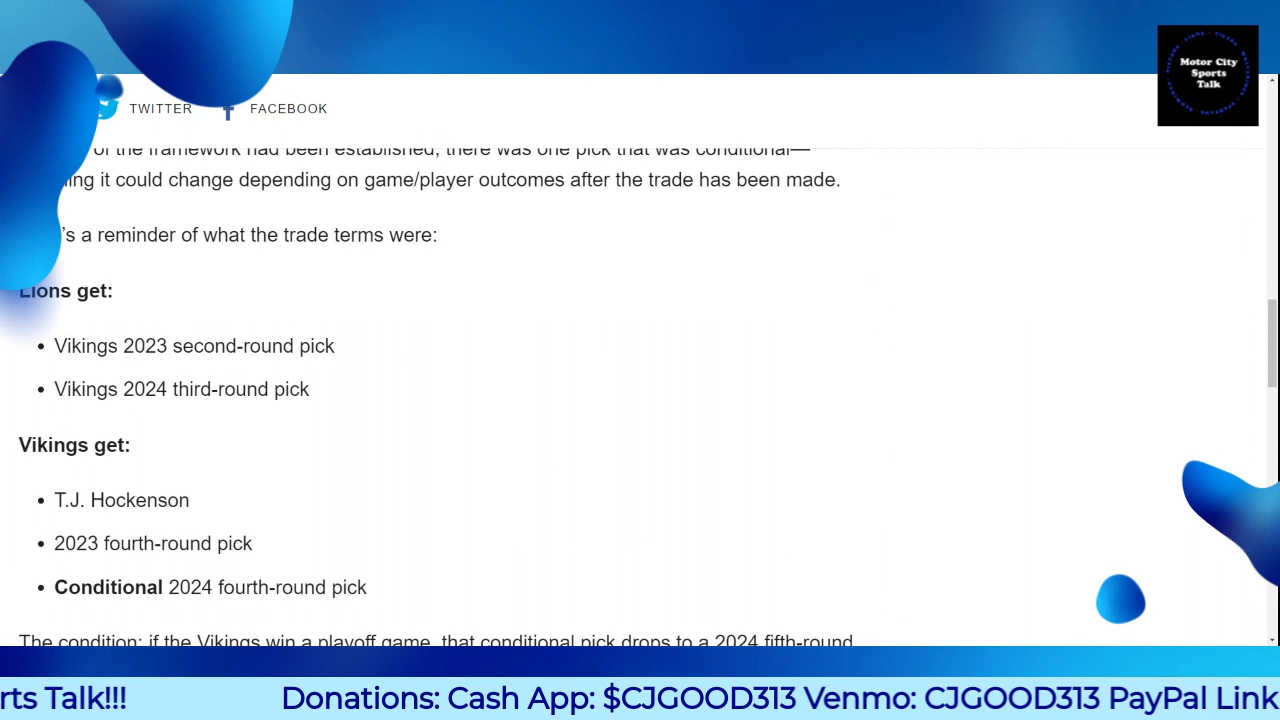 Motor City
Sports
Talk
TWITTER FACEBOOK
of the framework had been established, there was one pick that was conditional—
it could change depending on game/player outcomes after the trade has been made.
's a reminder of what the trade terms were:
Lions get:
• Vikings 2023 second-round pick
• Vikings 2024 third-round pick
Vikings get:
• T.J. Hockenson
• 2023 fourth-round pick
• Conditional 2024 fourth-round pick
The condition: if the Vikings win a playoff game, that conditional pick drops to a 2024 fifth-round
rts Talk!!! Donations: Cash App: $CJGOOD313 Venmo: CJGOOD313 PayPal Link